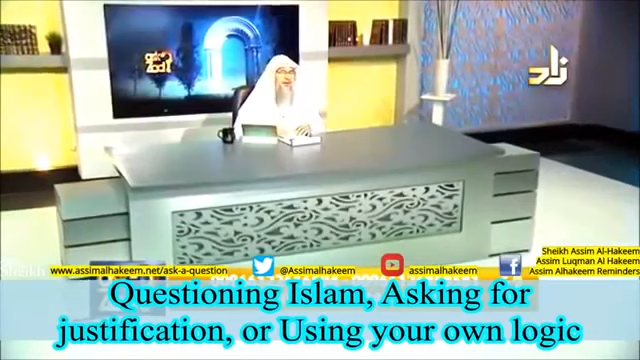 زاد
Sheikh Assim Al-Hakeem
Assim Luqman Al Hakeem
Assim Alhakeem Reminders
www.assimalhakeem.net/ask-a-question
@Assimalhakeem
assimalhakeem
Questioning Islam, Asking for
justification, or Using your own logic